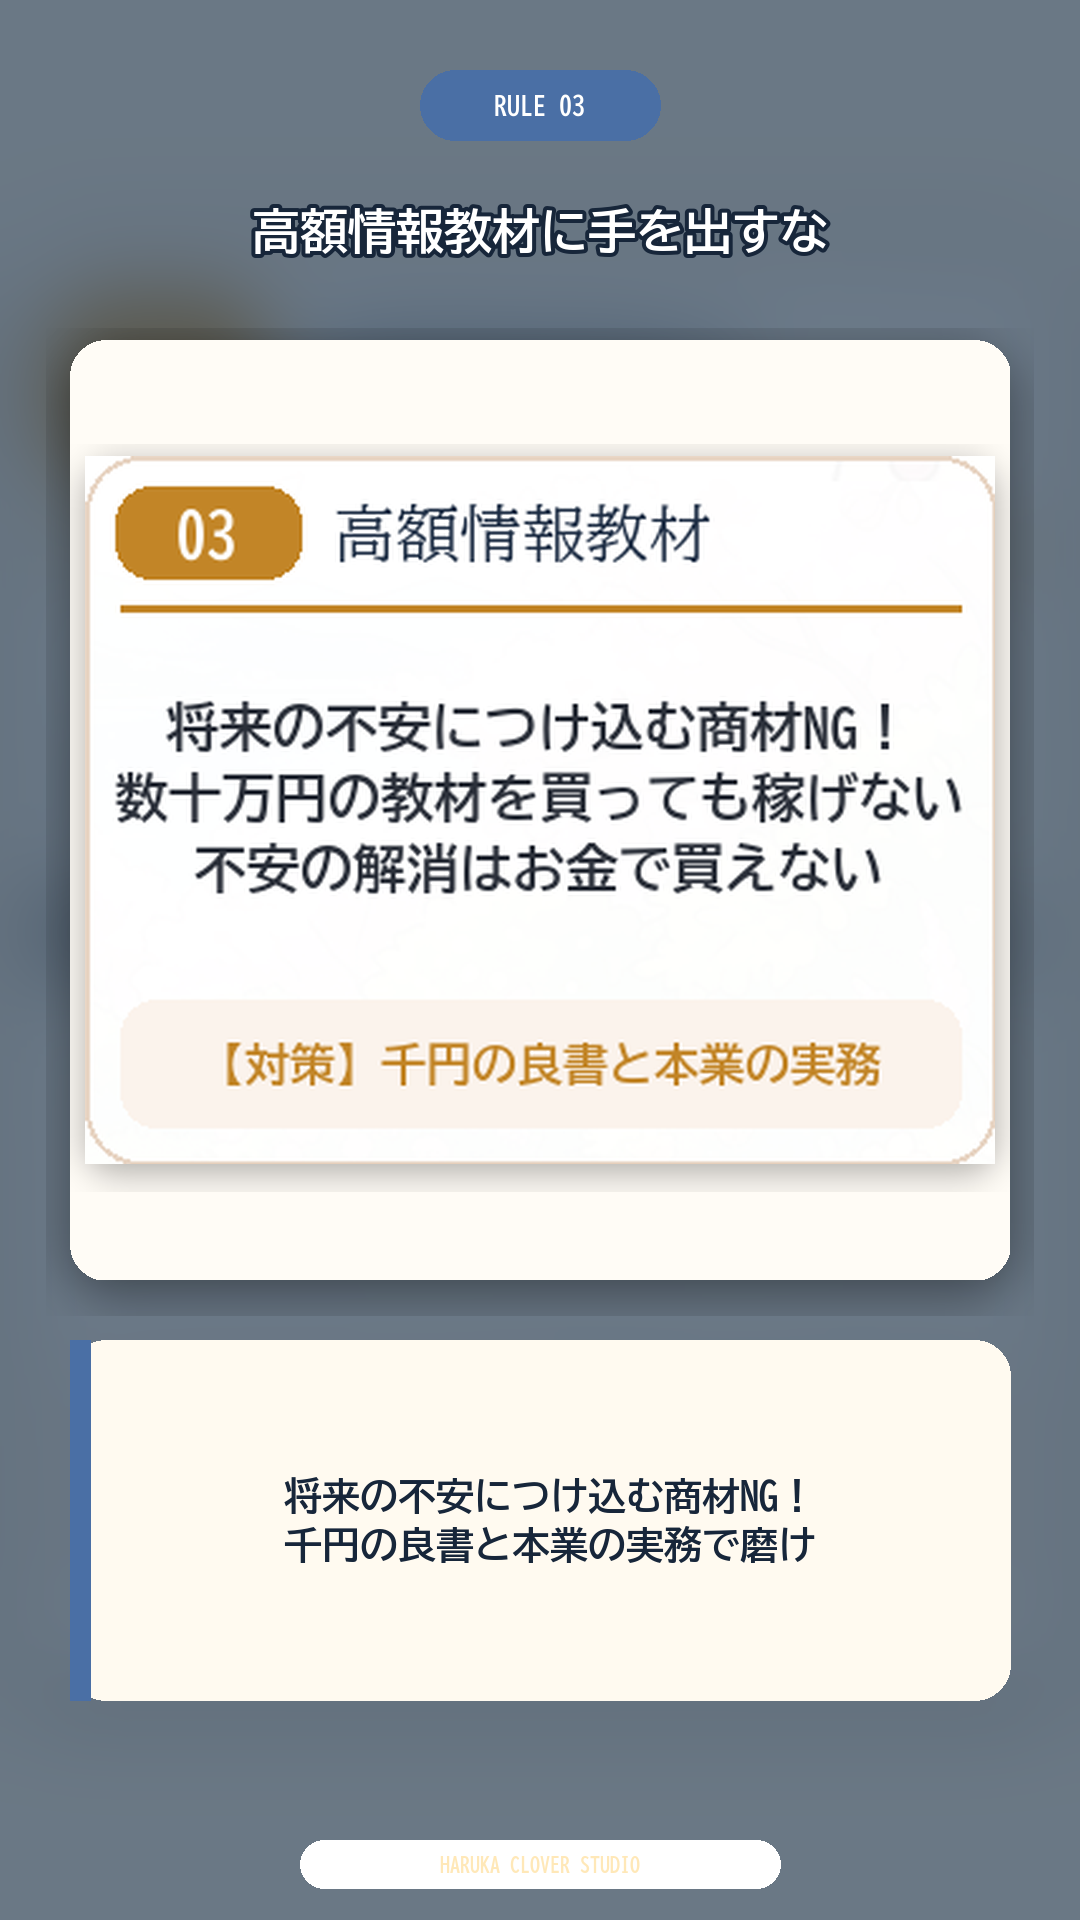 RULE 03
高額情報教材に手を出すな
03 高額情報教材
将来の不安につけ込む商材NG！
数十万円の教材を買っても稼げない
不安の解消はお金で買えない
【対策】千円の良書と本業の実務
将来の不安につけ込む商材NG！
千円の良書と本業の実務で磨け
HARUKA CLOVER STUDIO